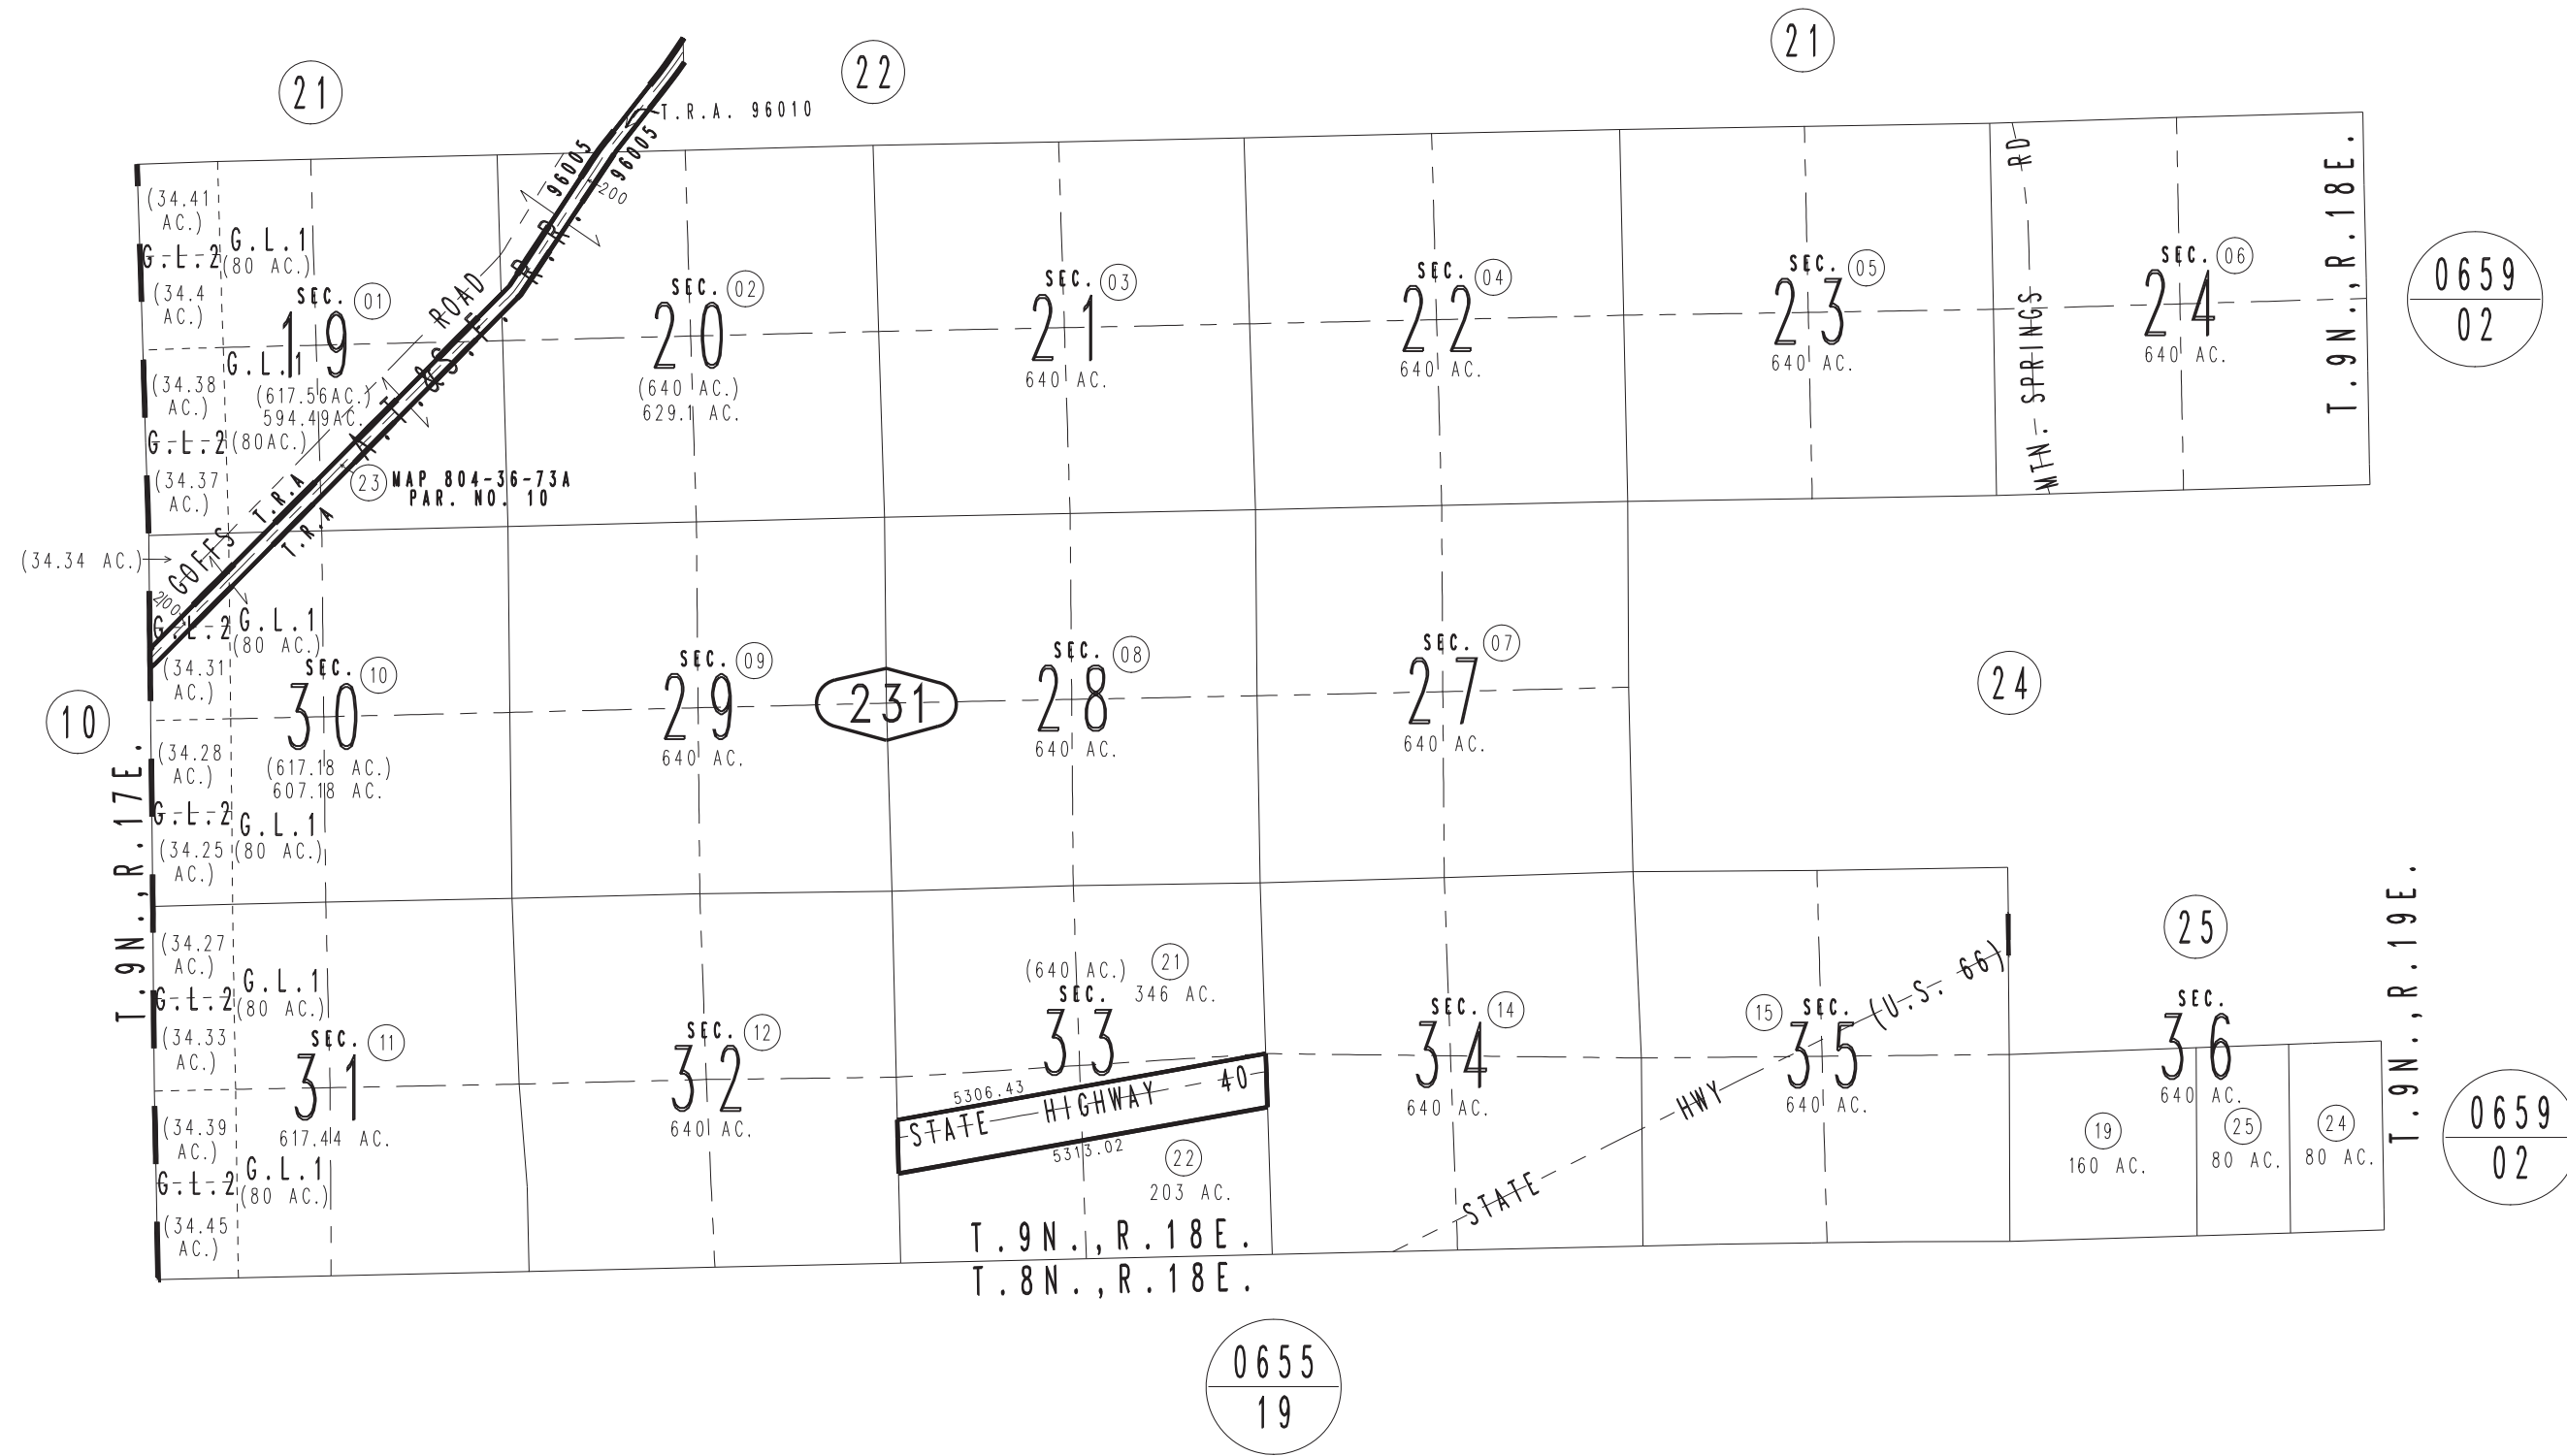 21
22
21
T.R.A. 96010
96005
96005
200
(34.41
AC.)
G.L.2
G.L.1
(80 AC.)
(34.4
AC.)
SEC. 01
19
G.L.1
(34.38
AC.)
(617.56AC.)
594.49AC.
G.L.2
(80AC.)
(34.37
AC.)
GOFFS ROAD
A.T.&S.F. R.R.
T.R.A
T.R.A
23 MAP 804-36-73A
PAR. NO. 10
SEC. 02
20
(640 AC.)
629.1 AC.
SEC. 03
21
640 AC.
SEC. 04
22
640 AC.
SEC. 05
23
640 AC.
MTN. SPRINGS RD
SEC. 06
24
640 AC.
T.9N.,R.18E.
0659
02
(34.34 AC.)
200
G.L.2
G.L.1
(80 AC.)
(34.31
AC.)
SEC. 10
30
(617.18 AC.)
607.18 AC.
(34.28
AC.)
G.L.2
G.L.1
(80 AC.)
(34.25
AC.)
10
T.9N.,R.17E.
SEC. 09
29
640 AC.
231
SEC. 08
28
640 AC.
SEC. 07
27
640 AC.
24
(34.27
AC.)
G.L.2
G.L.1
(80 AC.)
(34.33
AC.)
SEC. 11
31
617.44 AC.
(34.39
AC.)
G.L.2
G.L.1
(80 AC.)
(34.45
AC.)
SEC. 12
32
640 AC.
(640 AC.) 21
SEC. 346 AC.
33
5306.43
STATE HIGHWAY 40
5313.02
22
203 AC.
SEC. 14
34
640 AC.
15 SEC.
35
640 AC.
STATE HWY (U.S. 66)
25
SEC.
36
640 AC.
19
160 AC.
25
80 AC.
24
80 AC.
T.9N.,R.19E.
0659
02
T.9N.,R.18E.
T.8N.,R.18E.
0655
19